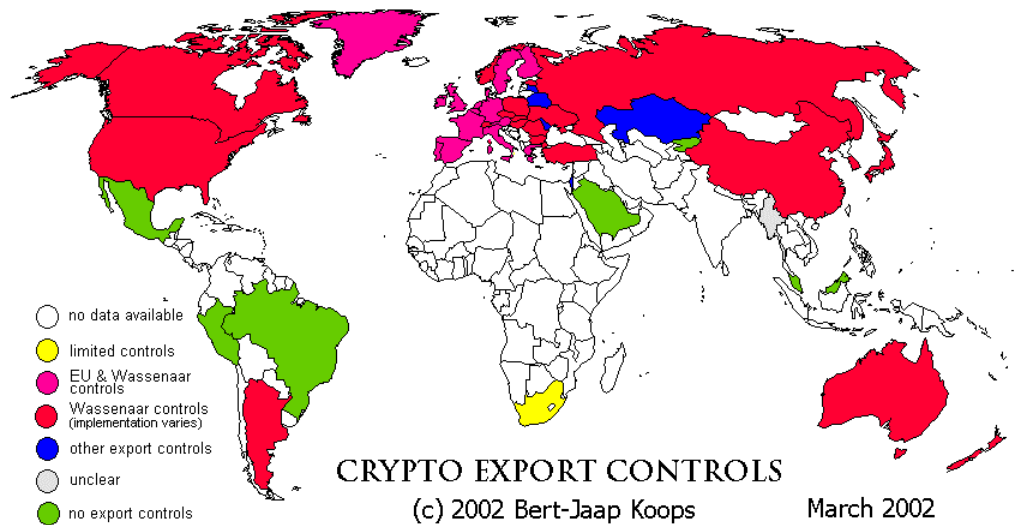 no data available
limited controls
EU & Wassenaar
controls
Wassenaar controls
(implementation varies)
other export controls
unclear
no export controls
CRYPTO EXPORT CONTROLS
(c) 2002 Bert-Jaap Koops
March 2002